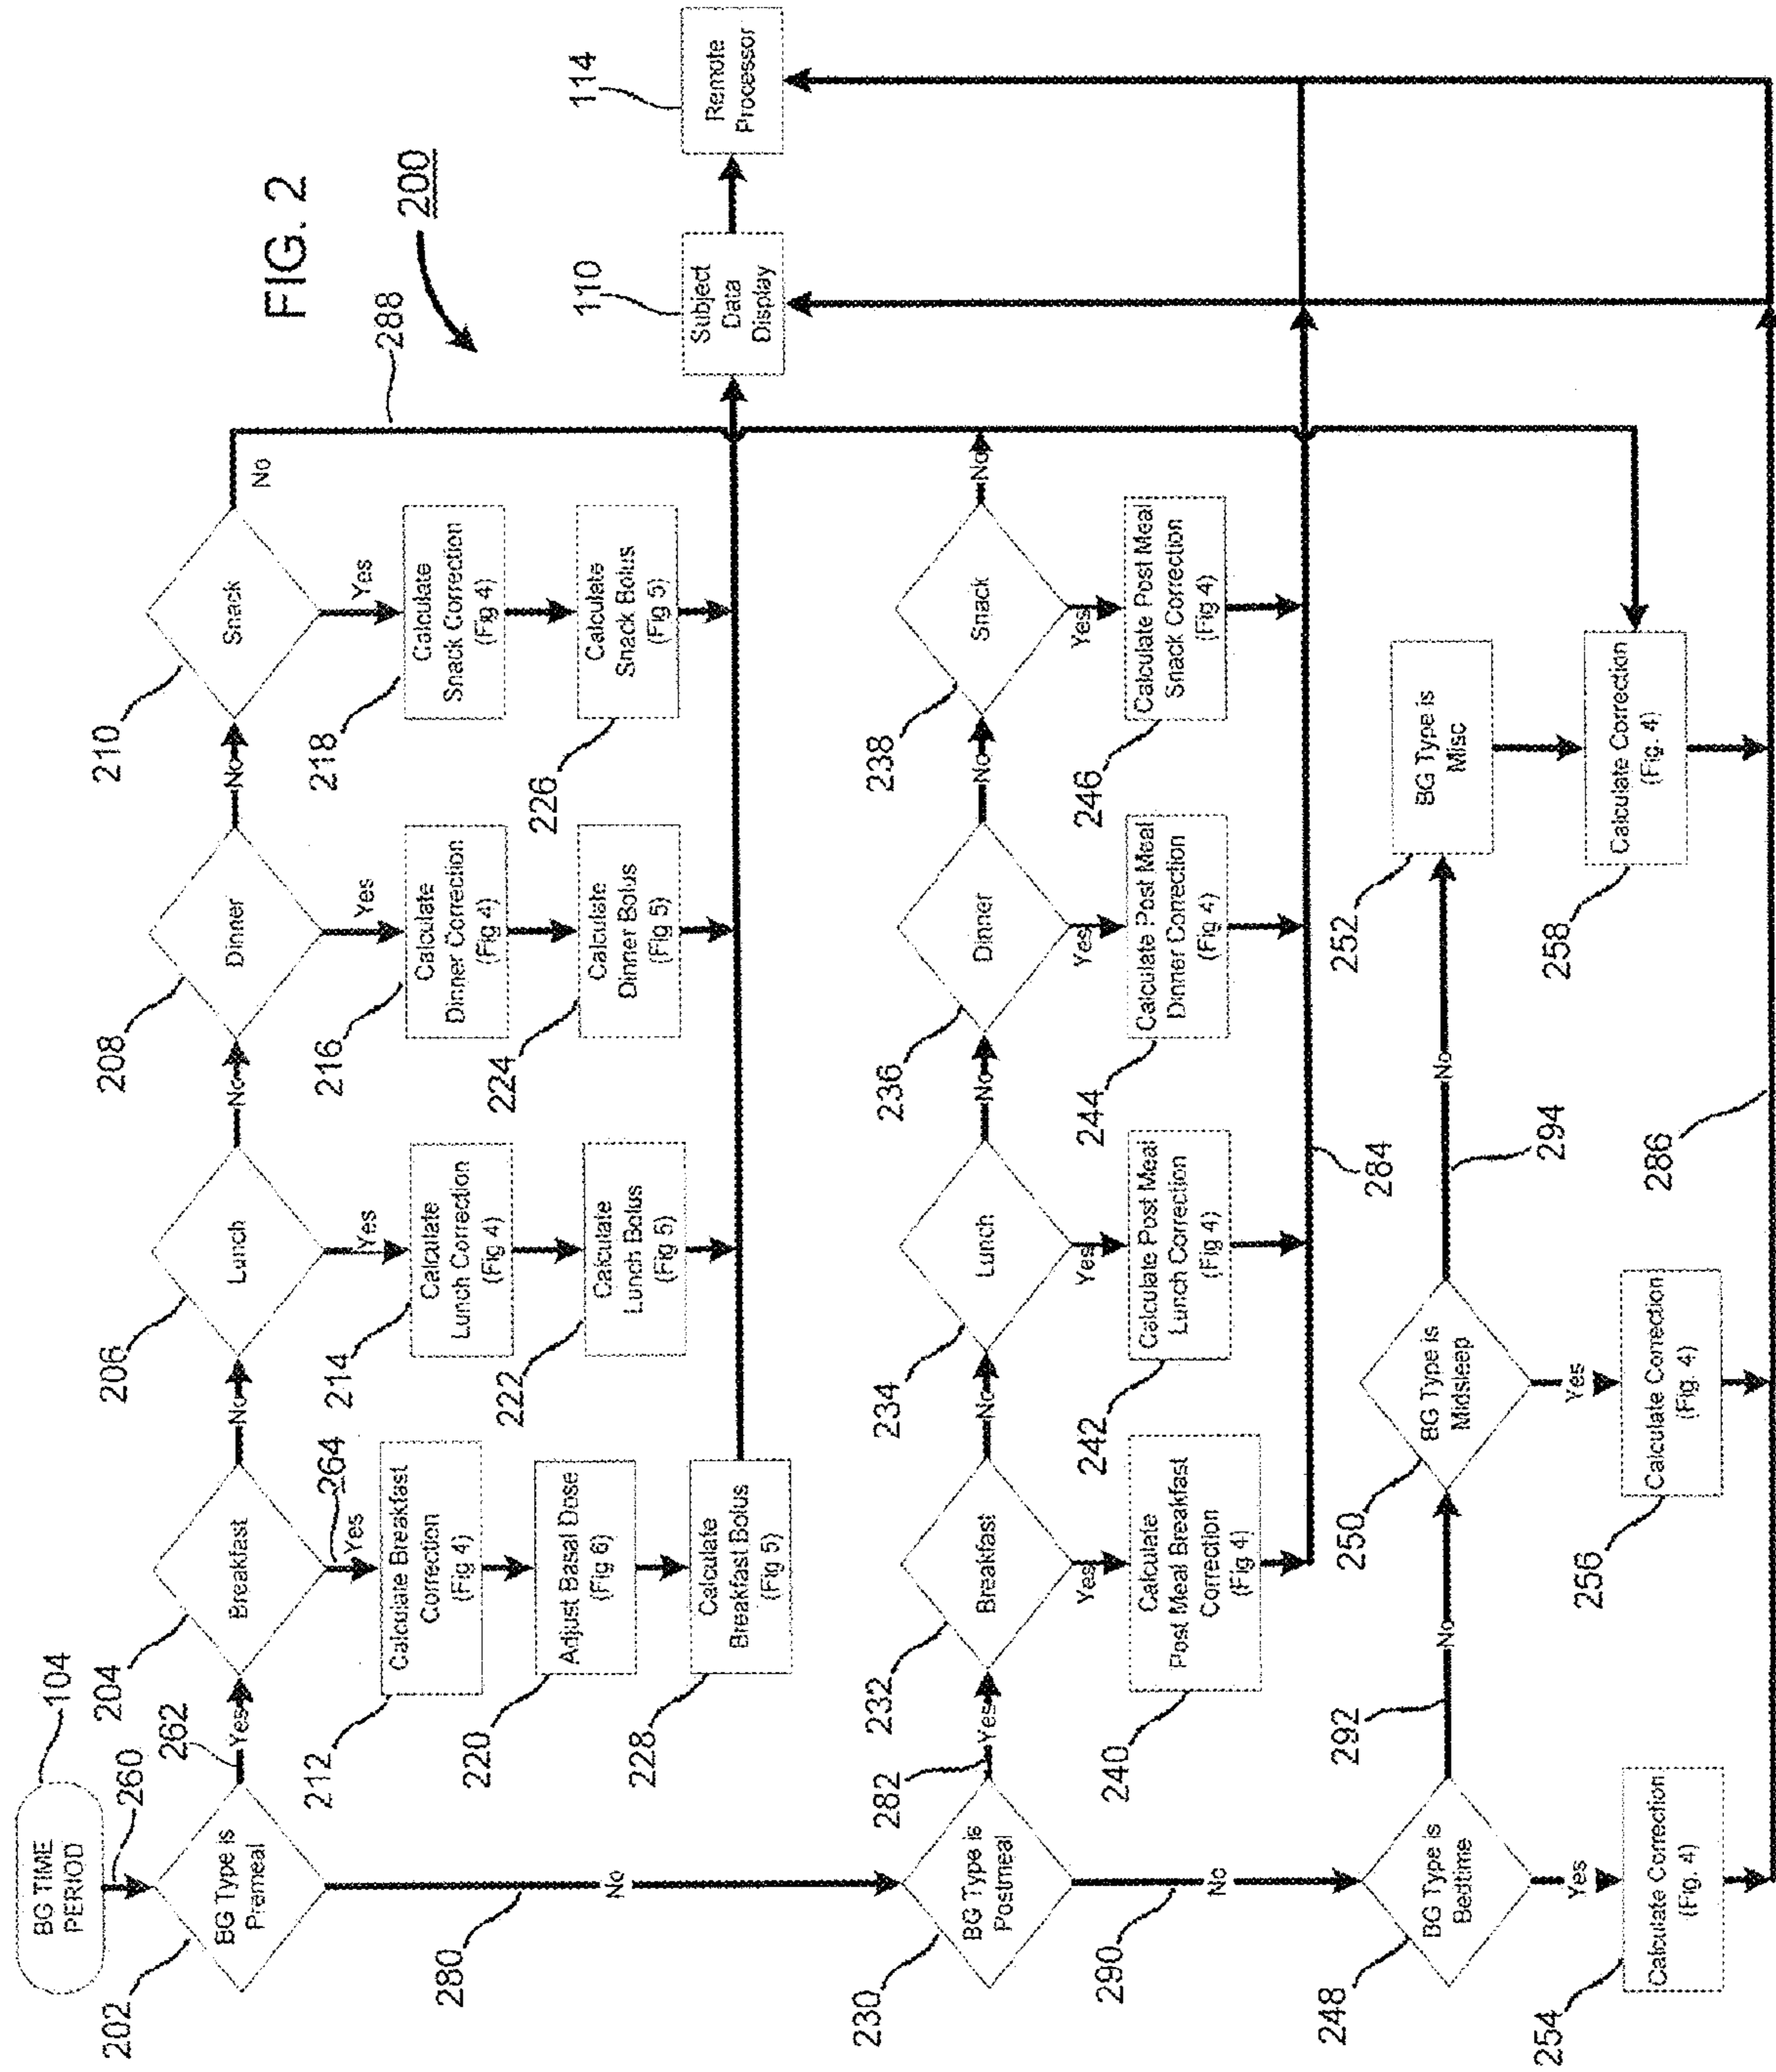 FIG. 2
200
BG TIME
PERIOD
104
260
202
BG Type is
Premeal
262
Yes
204
Breakfast
No
206
Lunch
No
208
Dinner
No
210
Snack
No
288
264
Yes
Yes
Yes
Yes
212
Calculate Breakfast
Correction
(Fig 4)
214
Calculate
Lunch Correction
(Fig 4)
216
Calculate
Dinner Correction
(Fig 4)
218
Calculate
Snack Correction
(Fig 4)
220
Adjust Basal Dose
(Fig 6)
222
Calculate
Lunch Bolus
(Fig 5)
224
Calculate
Dinner Bolus
(Fig 5)
226
Calculate
Snack Bolus
(Fig 5)
228
Calculate
Breakfast Bolus
(Fig 5)
110
Subject
Data
Display
114
Remote
Processor
280
No
230
BG Type is
Postmeal
282
Yes
232
Breakfast
No
234
Lunch
No
236
Dinner
No
238
Snack
No
Yes
Yes
Yes
Yes
240
Calculate
Post Meal Breakfast
Correction
(Fig 4)
242
Calculate Post Meal
Lunch Correction
(Fig 4)
244
Calculate Post Meal
Dinner Correction
(Fig 4)
246
Calculate Post Meal
Snack Correction
(Fig 4)
284
290
No
248
BG Type is
Bedtime
292
No
250
BG Type is
Midsleep
294
No
252
BG Type is
Misc
Yes
Yes
254
Calculate Correction
(Fig. 4)
256
Calculate Correction
(Fig. 4)
258
Calculate Correction
(Fig. 4)
286